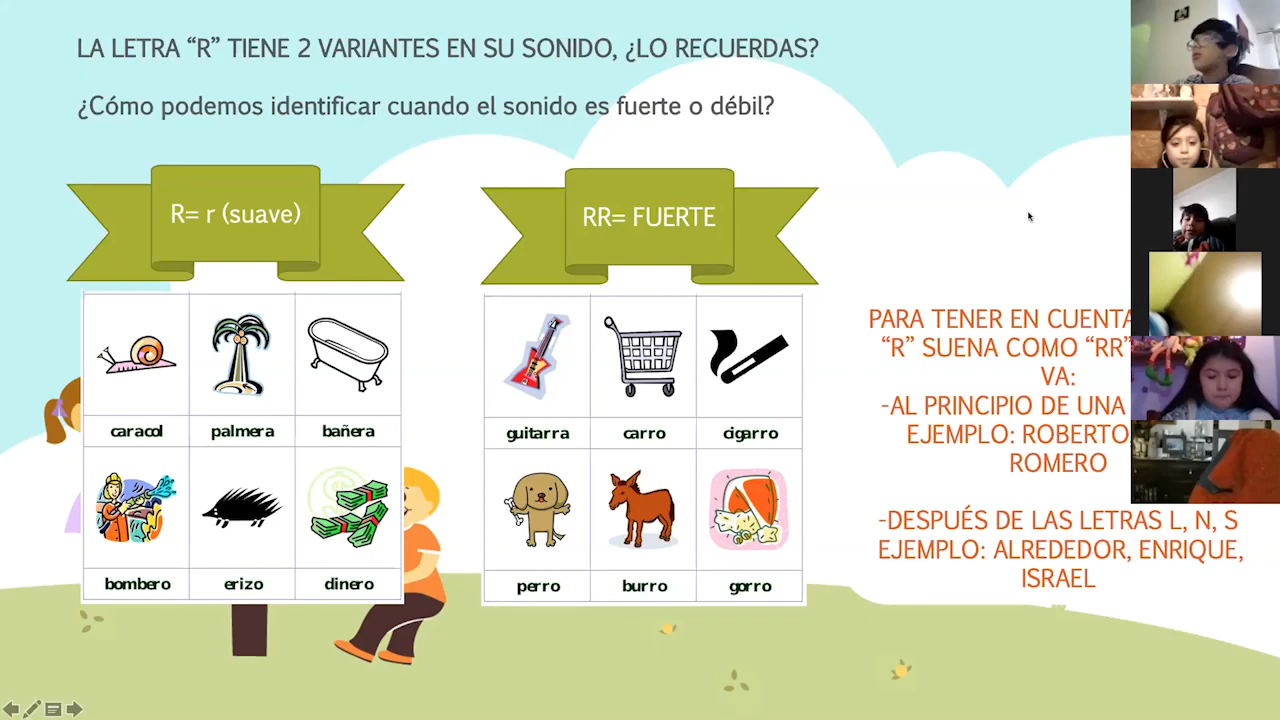 LA LETRA “R” TIENE 2 VARIANTES EN SU SONIDO, ¿LO RECUERDAS?
¿Cómo podemos identificar cuando el sonido es fuerte o débil?
R= r (suave)
caracol
palmera
bañera
bombero
erizo
dinero
RR= FUERTE
guitarra
carro
cigarro
perro
burro
gorro
PARA TENER EN CUENTA
“R” SUENA COMO “RR”
VA:
-AL PRINCIPIO DE UNA
EJEMPLO: ROBERTO,
ROMERO
-DESPUÉS DE LAS LETRAS L, N, S
EJEMPLO: ALREDEDOR, ENRIQUE,
ISRAEL